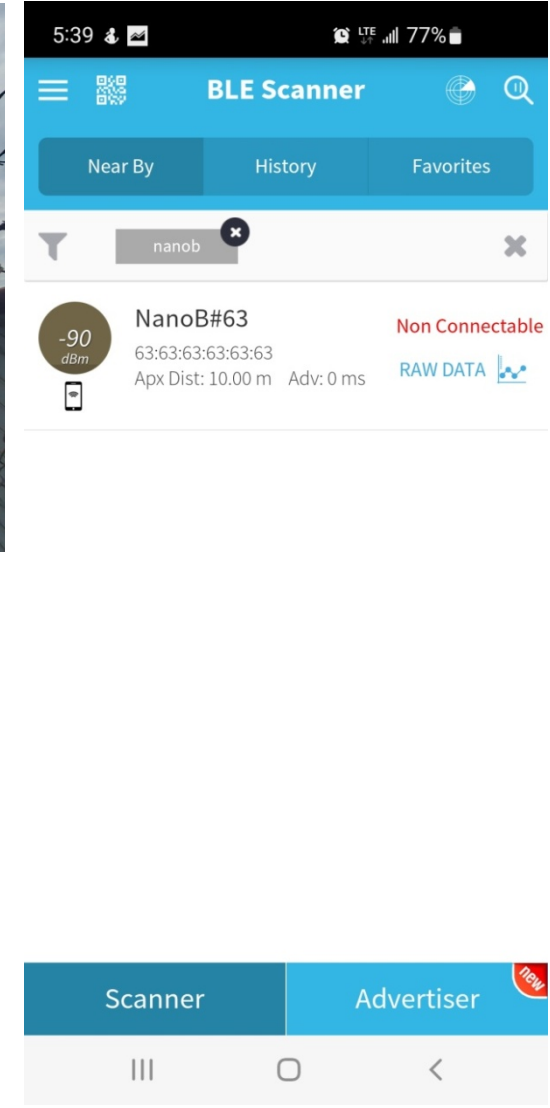 5:39 LTE 77%
BLE Scanner
Near By History Favorites
nanob
NanoB#63
-90
dBm
63:63:63:63:63:63
Apx Dist: 10.00 m Adv: 0 ms
Non Connectable
RAW DATA
Scanner Advertiser
new